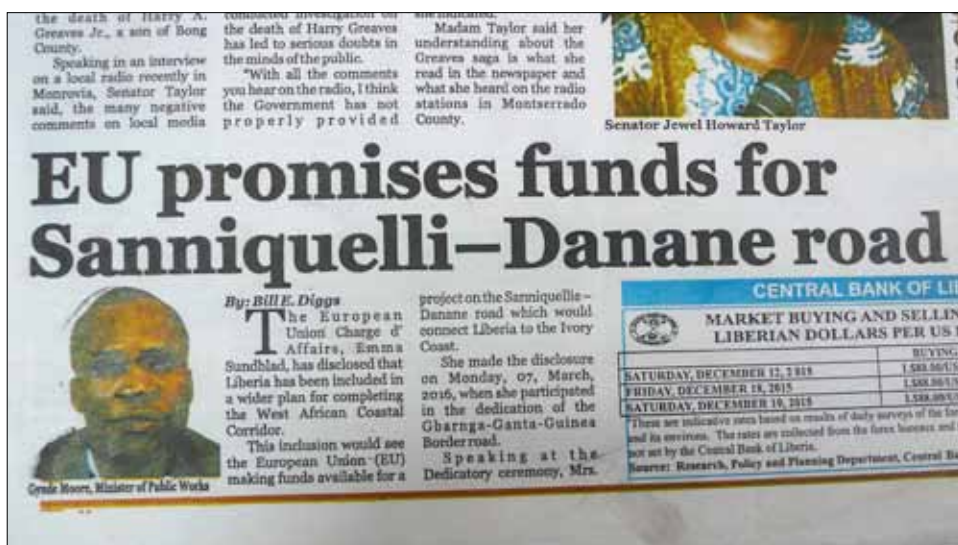 the death of Harry A.
Greaves Jr., a son of Bong
County.
Speaking in an interview
on a local radio recently in
Monrovia, Senator Taylor
said, the many negative
comments on local media
conducted investigation on
the death of Harry Greaves
has led to serious doubts in
the minds of the public.
"With all the comments
you hear on the radio, I think
the Government has not
properly provided
she indicated.
Madam Taylor said her
understanding about the
Greaves saga is what she
read in the newspaper and
what she heard on the radio
stations in Montserrado
County.
Senator Jewel Howard Taylor
EU promises funds for
Sanniquelli–Danane road
Gyude Moore, Minister of Public Works
By: Bill E. Diggs
The European
Union Charge d'
Affairs, Emma
Sundblad, has disclosed that
Liberia has been included in
a wider plan for completing
the West African Coastal
Corridor.
This inclusion would see
the European Union (EU)
making funds available for a
project on the Sanniquellie –
Danane road which would
connect Liberia to the Ivory
Coast.
She made the disclosure
on Monday, 07, March,
2016, when she participated
in the dedication of the
Gbarnga-Ganta-Guinea
Border road.
Speaking at the
Dedicatory ceremony, Mrs.
CENTRAL BANK OF LI
MARKET BUYING AND SELLIN
LIBERIAN DOLLARS PER US
BUYING
SATURDAY, DECEMBER 12, 2015
FRIDAY, DECEMBER 18, 2015
SATURDAY, DECEMBER 19, 2015
These are indicative rates based on results of daily surveys of the
and its environs. The rates are collected from the forex bureaus and
not set by the Central Bank of Liberia.
Source: Research, Policy and Planning Department, Central